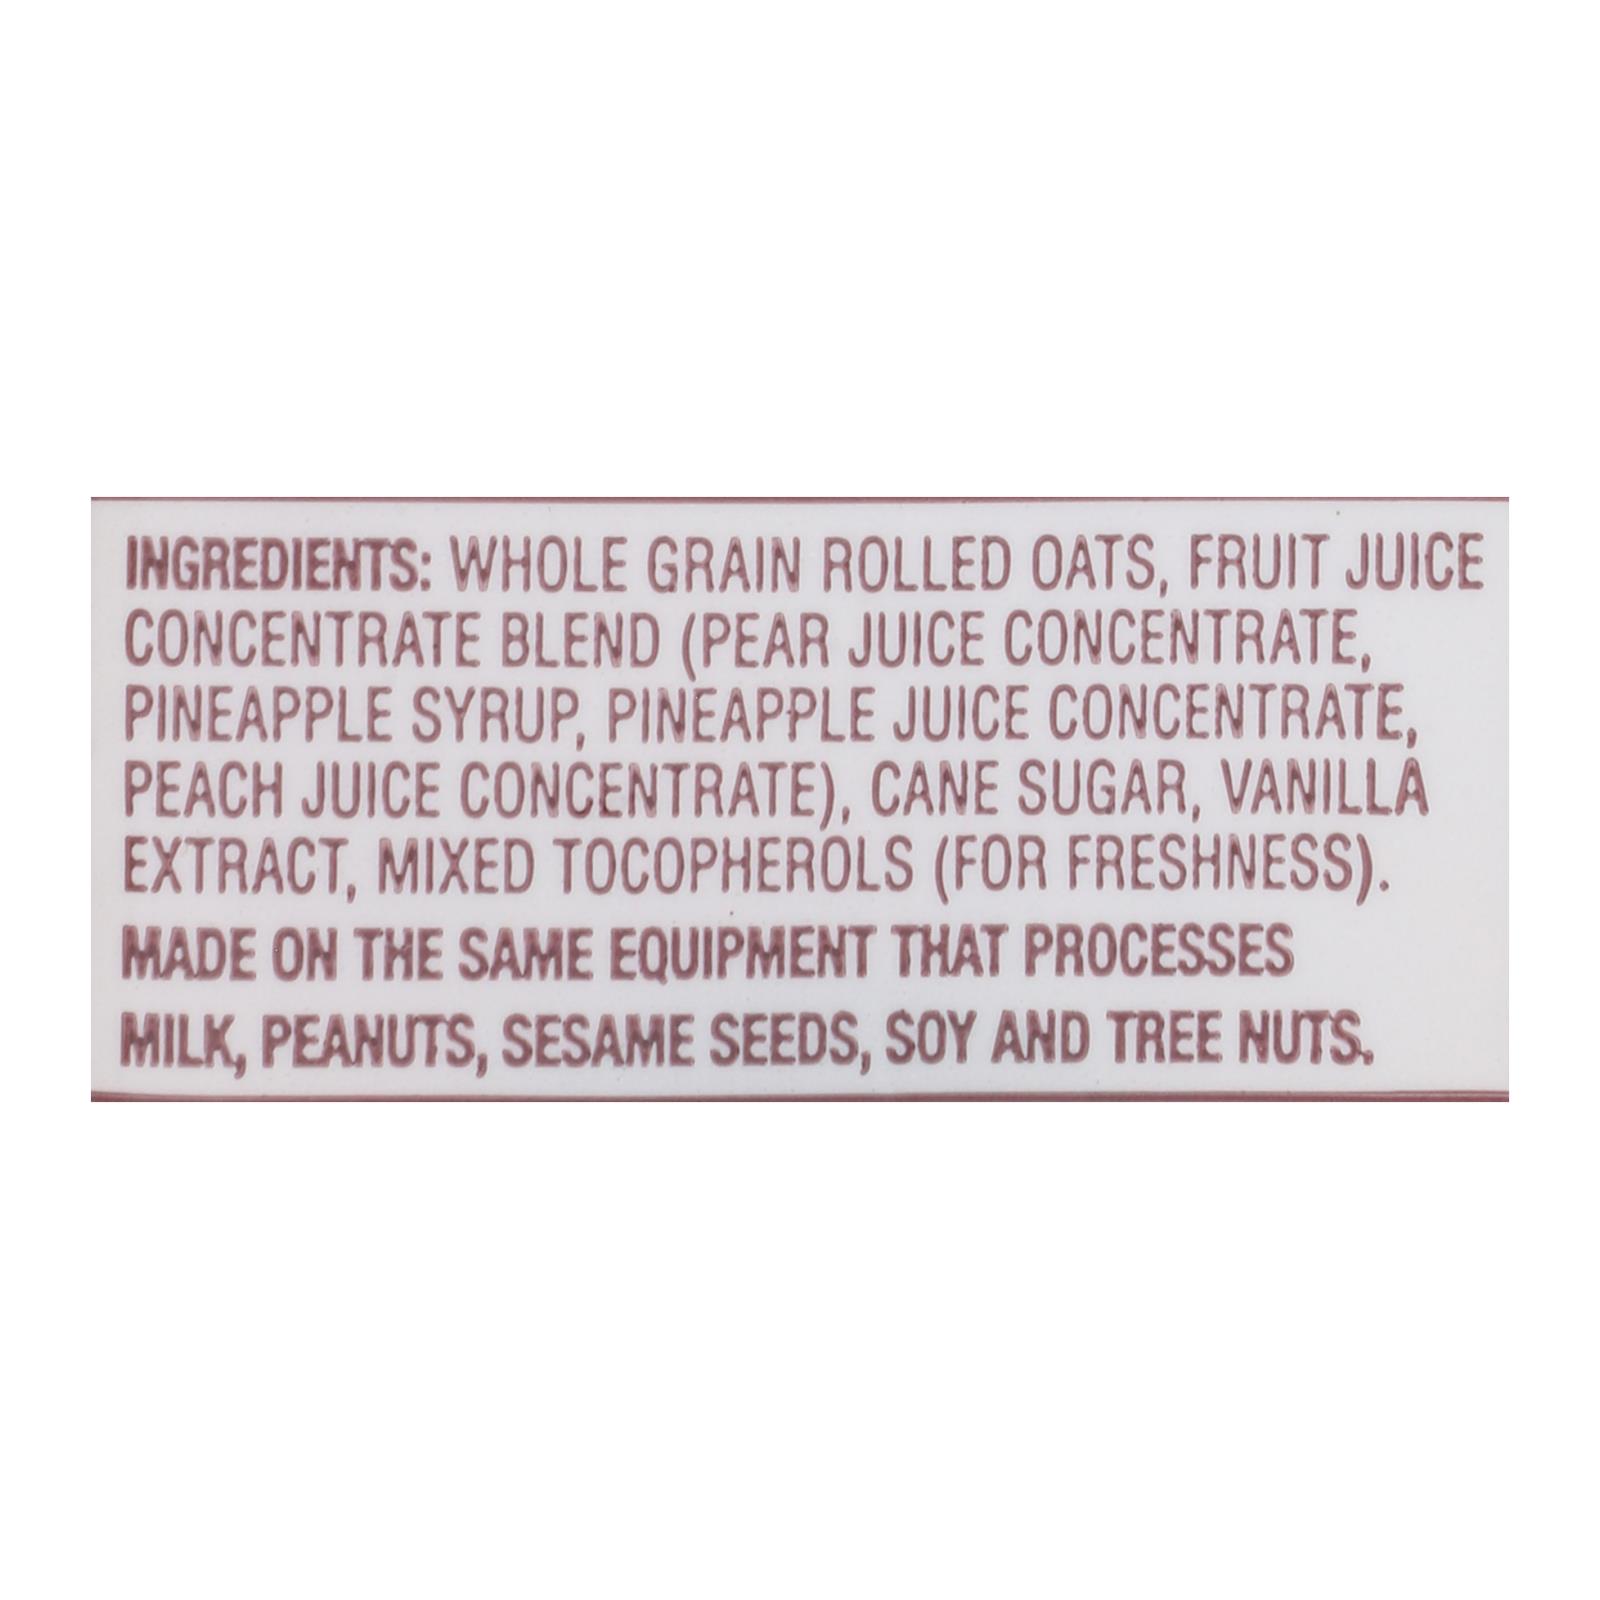 INGREDIENTS: WHOLE GRAIN ROLLED OATS, FRUIT JUICE
CONCENTRATE BLEND (PEAR JUICE CONCENTRATE,
PINEAPPLE SYRUP, PINEAPPLE JUICE CONCENTRATE,
PEACH JUICE CONCENTRATE), CANE SUGAR, VANILLA
EXTRACT, MIXED TOCOPHEROLS (FOR FRESHNESS).
MADE ON THE SAME EQUIPMENT THAT PROCESSES
MILK, PEANUTS, SESAME SEEDS, SOY AND TREE NUTS.